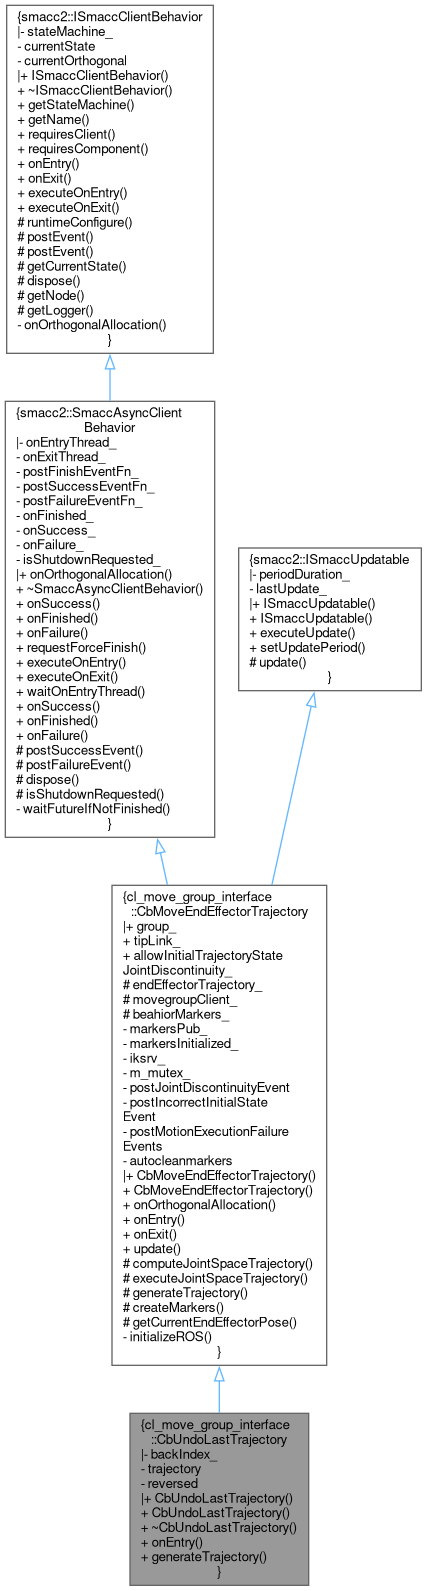 {smacc2::ISmaccClientBehavior
|- stateMachine_
- currentState
- currentOrthogonal
|+ ISmaccClientBehavior()
+ ~ISmaccClientBehavior()
+ getStateMachine()
+ getName()
+ requiresClient()
+ requiresComponent()
+ onEntry()
+ onExit()
+ executeOnEntry()
+ executeOnExit()
# runtimeConfigure()
# postEvent()
# postEvent()
# getCurrentState()
# dispose()
# getNode()
# getLogger()
- onOrthogonalAllocation()
}
{smacc2::SmaccAsyncClient
Behavior
|- onEntryThread_
- onExitThread_
- postFinishEventFn_
- postSuccessEventFn_
- postFailureEventFn_
- onFinished_
- onSuccess_
- onFailure_
- isShutdownRequested_
|+ onOrthogonalAllocation()
+ ~SmaccAsyncClientBehavior()
+ onSuccess()
+ onFinished()
+ onFailure()
+ requestForceFinish()
+ executeOnEntry()
+ executeOnExit()
+ waitOnEntryThread()
+ onSuccess()
+ onFinished()
+ onFailure()
# postSuccessEvent()
# postFailureEvent()
# dispose()
# isShutdownRequested()
- waitFutureIfNotFinished()
}
{smacc2::ISmaccUpdatable
|- periodDuration_
- lastUpdate_
|+ ISmaccUpdatable()
+ ISmaccUpdatable()
+ executeUpdate()
+ setUpdatePeriod()
# update()
}
{cl_move_group_interface
::CbMoveEndEffectorTrajectory
|+ group_
+ tipLink_
+ allowInitialTrajectoryState
JointDiscontinuity_
# endEffectorTrajectory_
# movegroupClient_
# beahiorMarkers_
- markersPub_
- markersInitialized_
- iksrv_
- m_mutex_
- postJointDiscontinuityEvent
- postIncorrectInitialState
Event
- postMotionExecutionFailure
Events
- autocleanmarkers
|+ CbMoveEndEffectorTrajectory()
+ CbMoveEndEffectorTrajectory()
+ onOrthogonalAllocation()
+ onEntry()
+ onExit()
+ update()
# computeJointSpaceTrajectory()
# executeJointSpaceTrajectory()
# generateTrajectory()
# createMarkers()
# getCurrentEndEffectorPose()
- initializeROS()
}
{cl_move_group_interface
::CbUndoLastTrajectory
|- backIndex_
- trajectory
- reversed
|+ CbUndoLastTrajectory()
+ CbUndoLastTrajectory()
+ ~CbUndoLastTrajectory()
+ onEntry()
+ generateTrajectory()
}